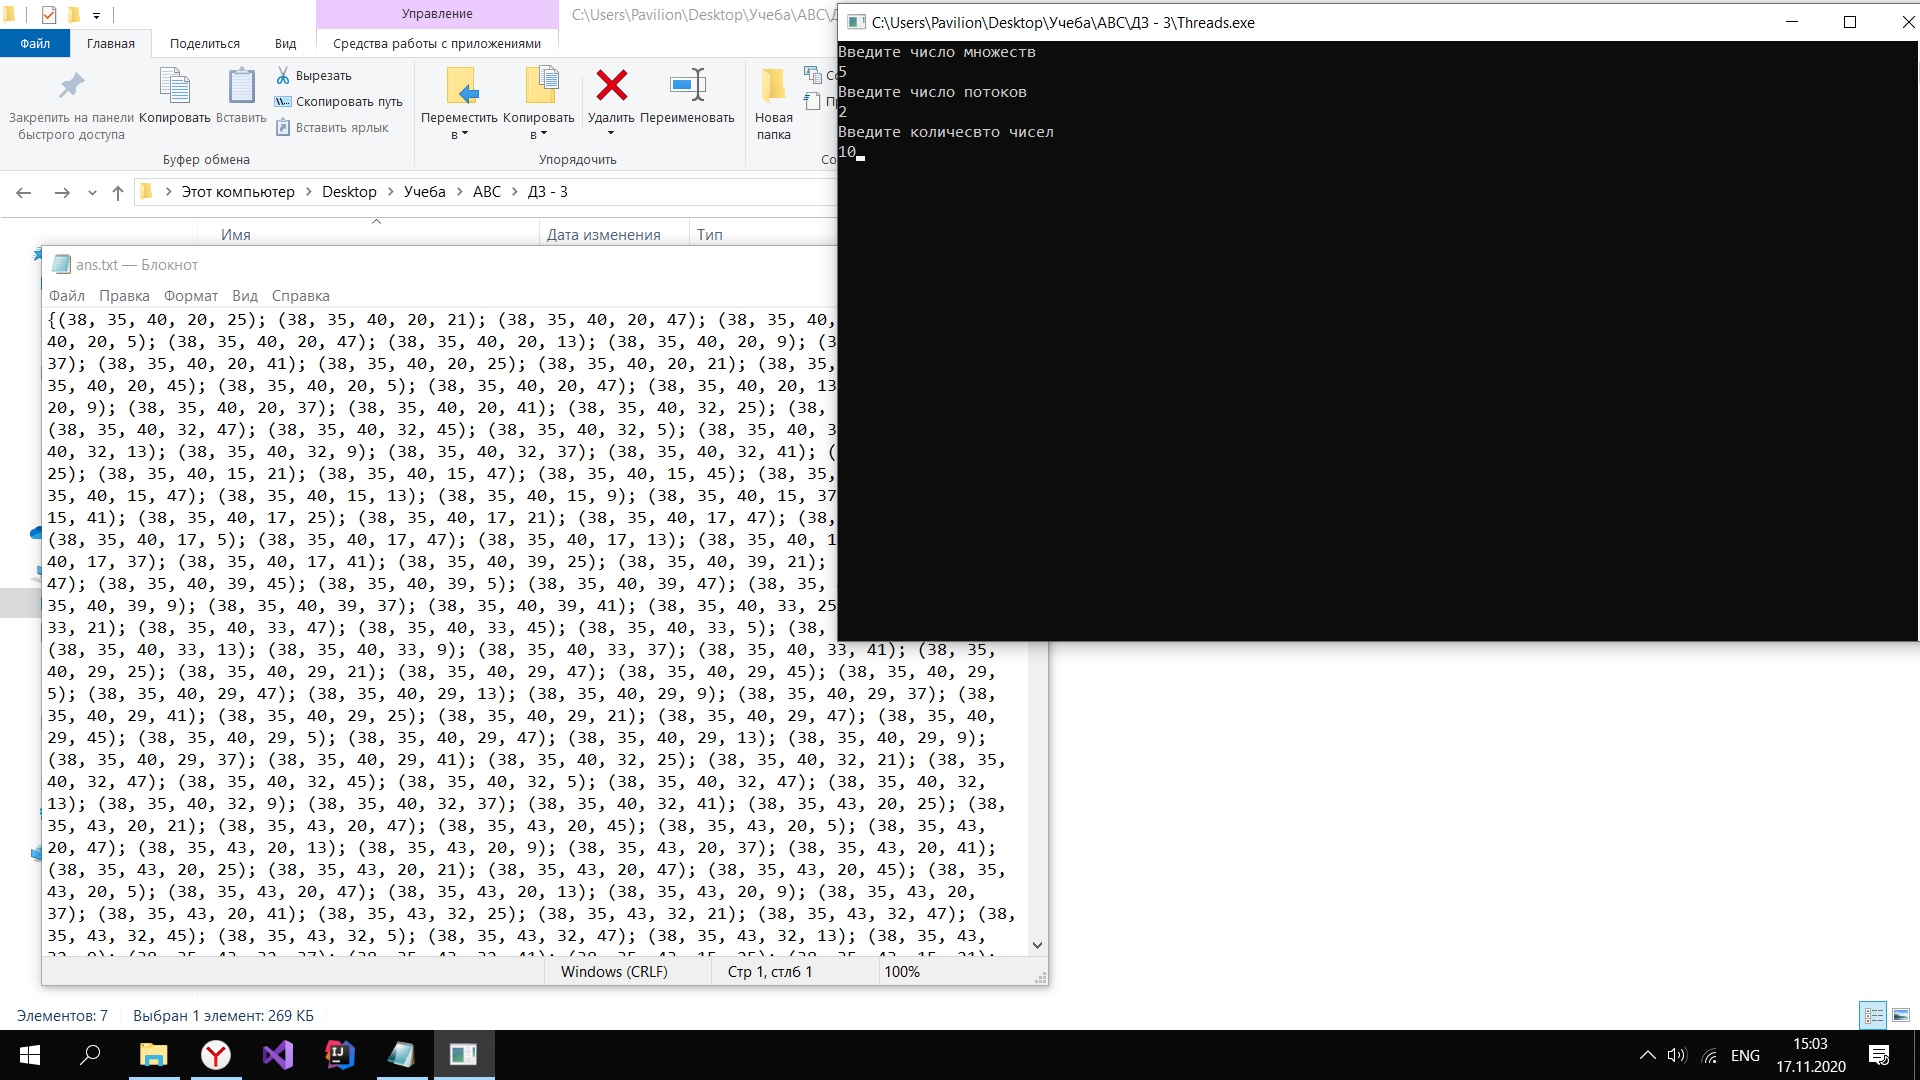 Управление
C:\Users\Pavilion\Desktop\Учеба\АВС\Д
Файл
Главная
Поделиться
Вид
Средства работы с приложениями
Закрепить на панели быстрого доступа
Копировать
Вставить
Вырезать
Скопировать путь
Вставить ярлык
Буфер обмена
Переместить в
Копировать в
Удалить
Переименовать
Упорядочить
Новая папка
Этот компьютер
Desktop
Учеба
АВС
ДЗ - 3
Имя
Дата изменения
Тип
C:\Users\Pavilion\Desktop\Учеба\АВС\ДЗ - 3\Threads.exe
Введите число множеств
5
Введите число потоков
2
Введите количесвто чисел
10
ans.txt — Блокнот
Файл Правка Формат Вид Справка
{(38, 35, 40, 20, 25); (38, 35, 40, 20, 21); (38, 35, 40, 20, 47); (38, 35, 40,
40, 20, 5); (38, 35, 40, 20, 47); (38, 35, 40, 20, 13); (38, 35, 40, 20, 9); (3
37); (38, 35, 40, 20, 41); (38, 35, 40, 20, 25); (38, 35, 40, 20, 21); (38, 35,
35, 40, 20, 45); (38, 35, 40, 20, 5); (38, 35, 40, 20, 47); (38, 35, 40, 20, 13
20, 9); (38, 35, 40, 20, 37); (38, 35, 40, 20, 41); (38, 35, 40, 32, 25); (38,
(38, 35, 40, 32, 47); (38, 35, 40, 32, 45); (38, 35, 40, 32, 5); (38, 35, 40, 3
40, 32, 13); (38, 35, 40, 32, 9); (38, 35, 40, 32, 37); (38, 35, 40, 32, 41); (
25); (38, 35, 40, 15, 21); (38, 35, 40, 15, 47); (38, 35, 40, 15, 45); (38, 35,
35, 40, 15, 47); (38, 35, 40, 15, 13); (38, 35, 40, 15, 9); (38, 35, 40, 15, 37
15, 41); (38, 35, 40, 17, 25); (38, 35, 40, 17, 21); (38, 35, 40, 17, 47); (38,
(38, 35, 40, 17, 5); (38, 35, 40, 17, 47); (38, 35, 40, 17, 13); (38, 35, 40, 1
40, 17, 37); (38, 35, 40, 17, 41); (38, 35, 40, 39, 25); (38, 35, 40, 39, 21);
47); (38, 35, 40, 39, 45); (38, 35, 40, 39, 5); (38, 35, 40, 39, 47); (38, 35,
35, 40, 39, 9); (38, 35, 40, 39, 37); (38, 35, 40, 39, 41); (38, 35, 40, 33, 25
33, 21); (38, 35, 40, 33, 47); (38, 35, 40, 33, 45); (38, 35, 40, 33, 5); (38,
(38, 35, 40, 33, 13); (38, 35, 40, 33, 9); (38, 35, 40, 33, 37); (38, 35, 40, 33, 41); (38, 35,
40, 29, 25); (38, 35, 40, 29, 21); (38, 35, 40, 29, 47); (38, 35, 40, 29, 45); (38, 35, 40, 29,
5); (38, 35, 40, 29, 47); (38, 35, 40, 29, 13); (38, 35, 40, 29, 9); (38, 35, 40, 29, 37); (38,
35, 40, 29, 41); (38, 35, 40, 29, 25); (38, 35, 40, 29, 21); (38, 35, 40, 29, 47); (38, 35, 40,
29, 45); (38, 35, 40, 29, 5); (38, 35, 40, 29, 47); (38, 35, 40, 29, 13); (38, 35, 40, 29, 9);
(38, 35, 40, 29, 37); (38, 35, 40, 29, 41); (38, 35, 40, 32, 25); (38, 35, 40, 32, 21); (38, 35,
40, 32, 47); (38, 35, 40, 32, 45); (38, 35, 40, 32, 5); (38, 35, 40, 32, 47); (38, 35, 40, 32,
13); (38, 35, 40, 32, 9); (38, 35, 40, 32, 37); (38, 35, 40, 32, 41); (38, 35, 43, 20, 25); (38,
35, 43, 20, 21); (38, 35, 43, 20, 47); (38, 35, 43, 20, 45); (38, 35, 43, 20, 5); (38, 35, 43,
20, 47); (38, 35, 43, 20, 13); (38, 35, 43, 20, 9); (38, 35, 43, 20, 37); (38, 35, 43, 20, 41);
(38, 35, 43, 20, 25); (38, 35, 43, 20, 21); (38, 35, 43, 20, 47); (38, 35, 43, 20, 45); (38, 35,
43, 20, 5); (38, 35, 43, 20, 47); (38, 35, 43, 20, 13); (38, 35, 43, 20, 9); (38, 35, 43, 20,
37); (38, 35, 43, 20, 41); (38, 35, 43, 32, 25); (38, 35, 43, 32, 21); (38, 35, 43, 32, 47); (38,
35, 43, 32, 45); (38, 35, 43, 32, 5); (38, 35, 43, 32, 47); (38, 35, 43, 32, 13); (38, 35, 43,
Windows (CRLF)
Стр 1, стлб 1
100%
Элементов: 7
Выбран 1 элемент: 269 КБ
ENG
15:03
17.11.2020